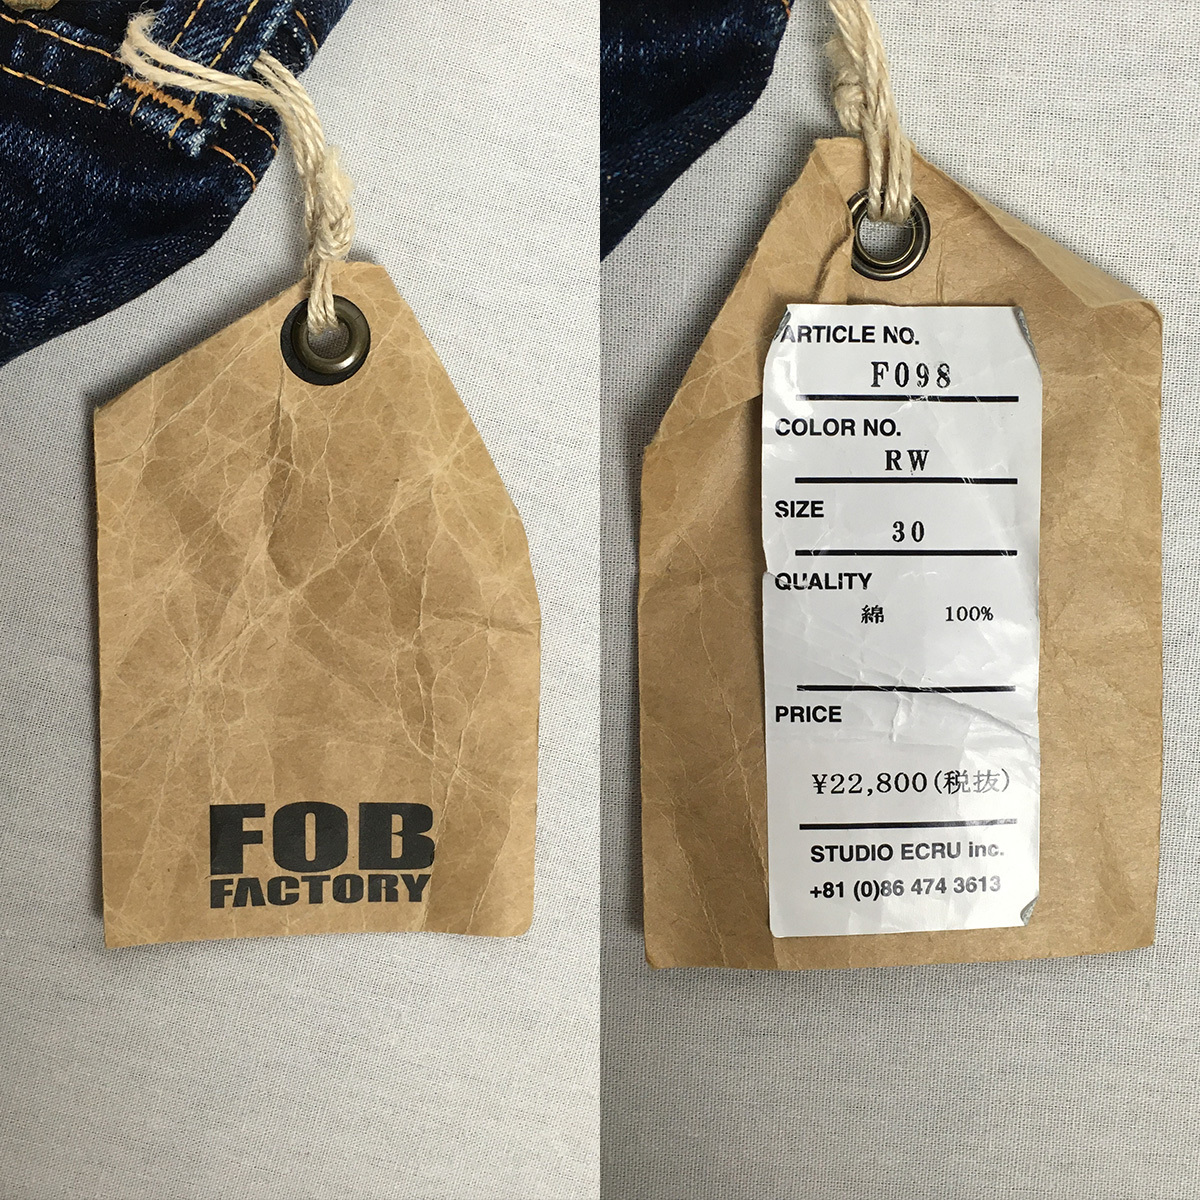 FOB
FACTORY
ARTICLE NO.
F098
COLOR NO.
RW
SIZE
30
QUALITY
綿 100%
PRICE
¥22,800(税抜)
STUDIO ECRU inc.
+81 (0)86 474 3613